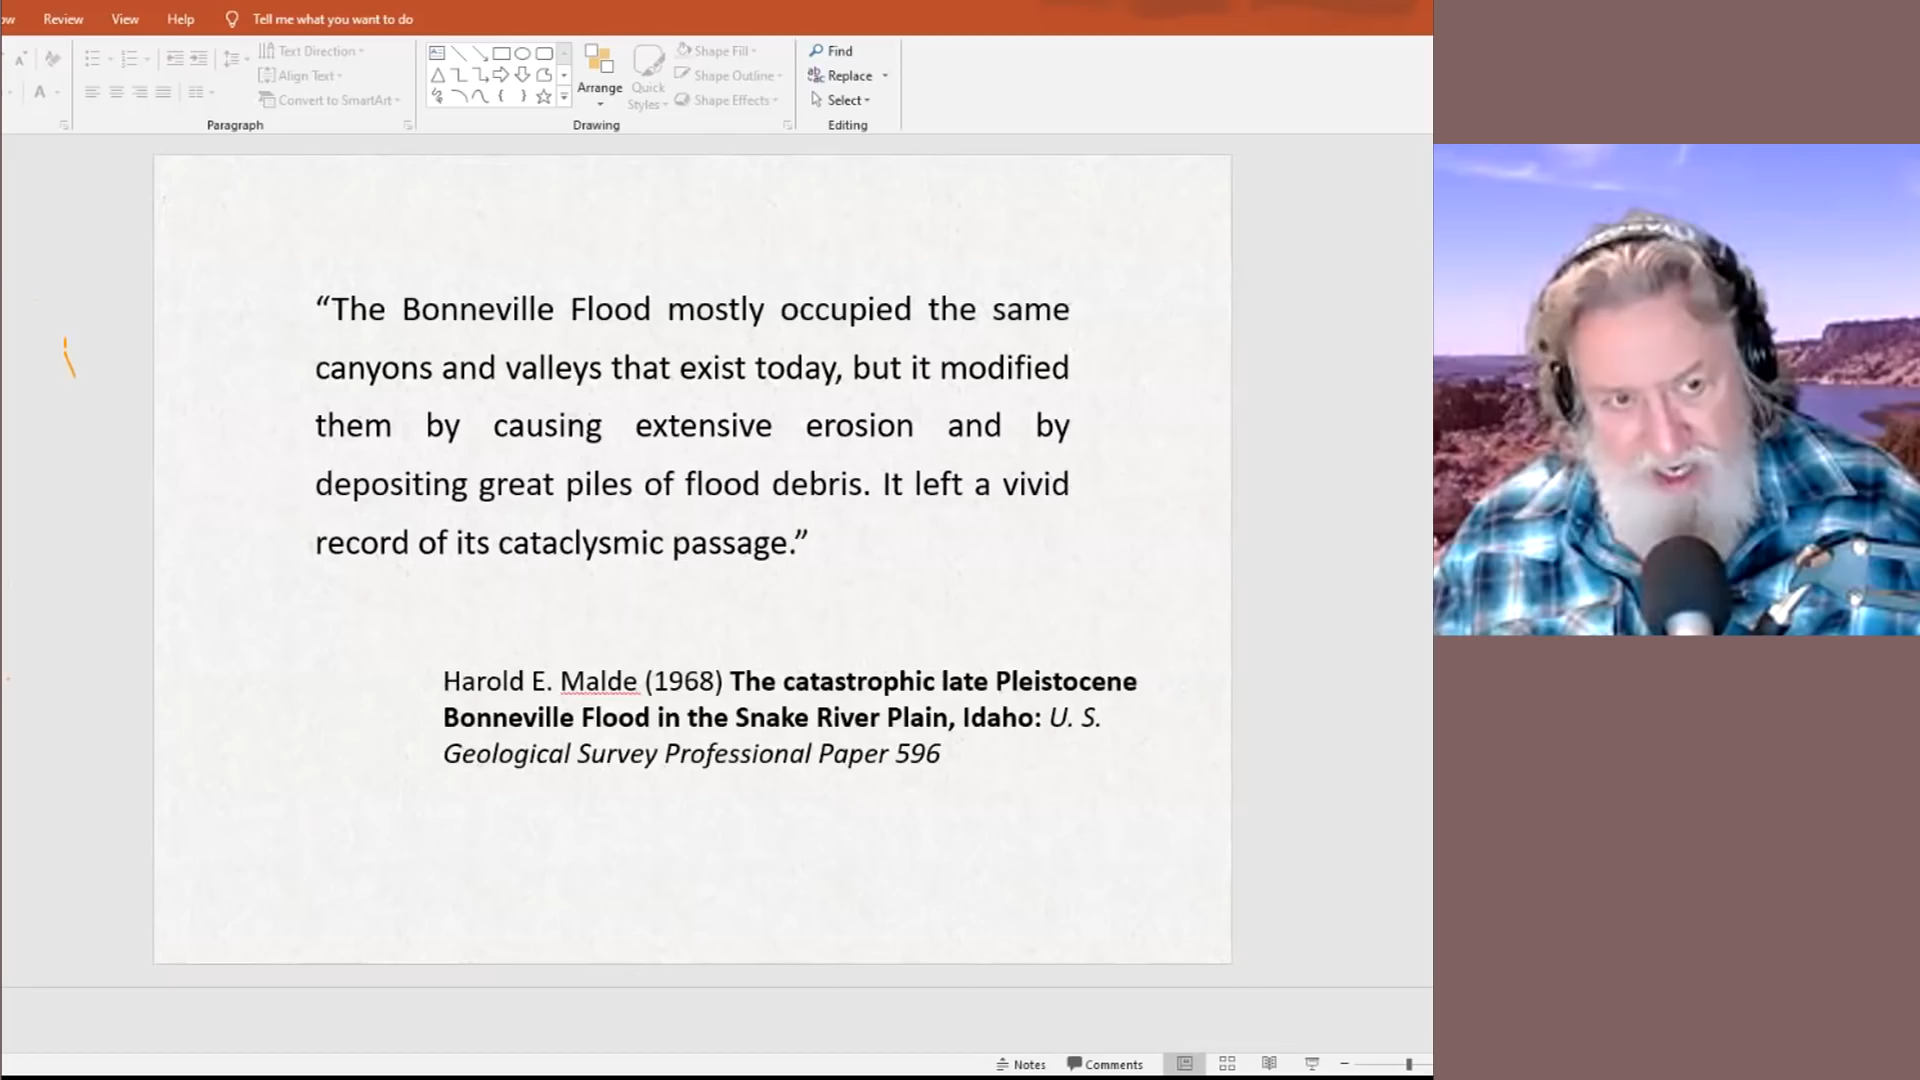 Review View Help Tell me what you want to do
Text Direction
Align Text
Convert to SmartArt
Paragraph
Arrange
Quick Styles
Shape Fill
Shape Outline
Shape Effects
Drawing
Find
Replace
Select
Editing
“The Bonneville Flood mostly occupied the same
canyons and valleys that exist today, but it modified
them by causing extensive erosion and by
depositing great piles of flood debris. It left a vivid
record of its cataclysmic passage.”
Harold E. Malde (1968) The catastrophic late Pleistocene
Bonneville Flood in the Snake River Plain, Idaho: U. S.
Geological Survey Professional Paper 596
Notes Comments